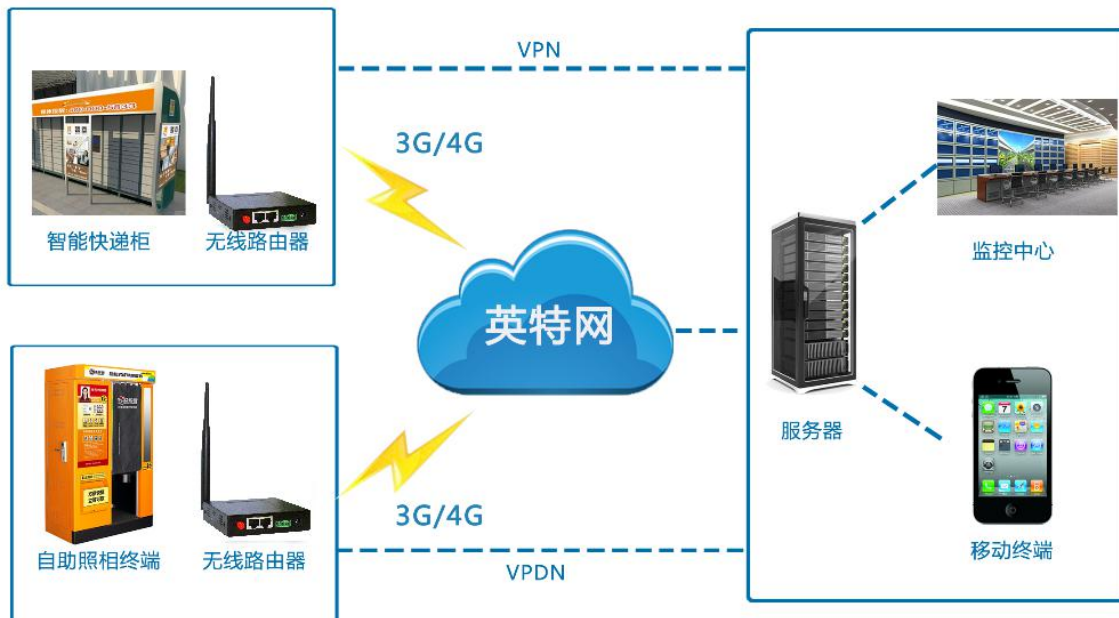 VPN
3G/4G
智能快递柜
无线路由器
英特网
监控中心
服务器
自助照相终端
无线路由器
3G/4G
VPDN
移动终端